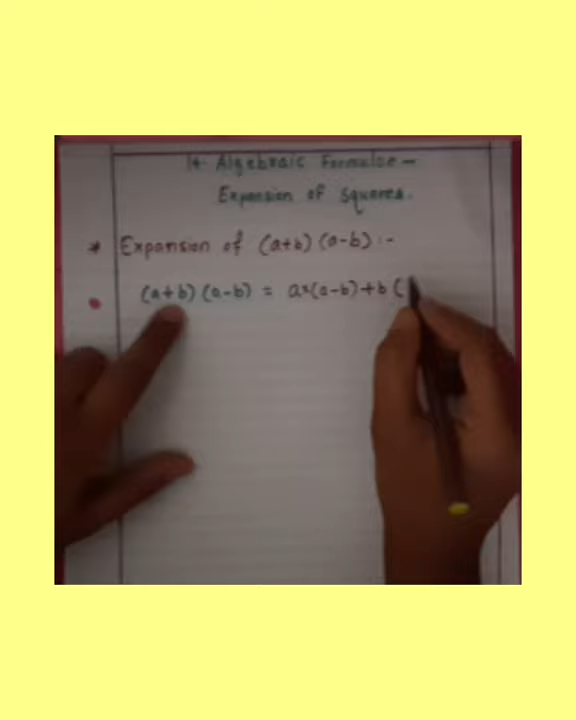 14. Algebraic Formulae -
Expansion of Squares.
* Expansion of (a+b) (a-b) :-
(a+b) (a-b) = a×(a-b)+b (